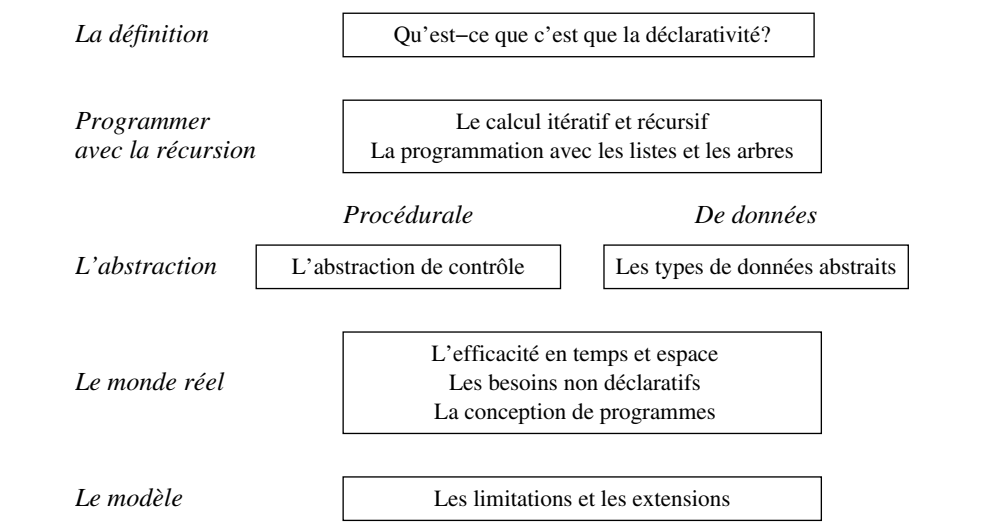 La définition
Qu'est−ce que c'est que la déclarativité?
Programmer
avec la récursion
Le calcul itératif et récursif
La programmation avec les listes et les arbres
Procédurale
De données
L'abstraction
L'abstraction de contrôle
Les types de données abstraits
Le monde réel
L'efficacité en temps et espace
Les besoins non déclaratifs
La conception de programmes
Le modèle
Les limitations et les extensions